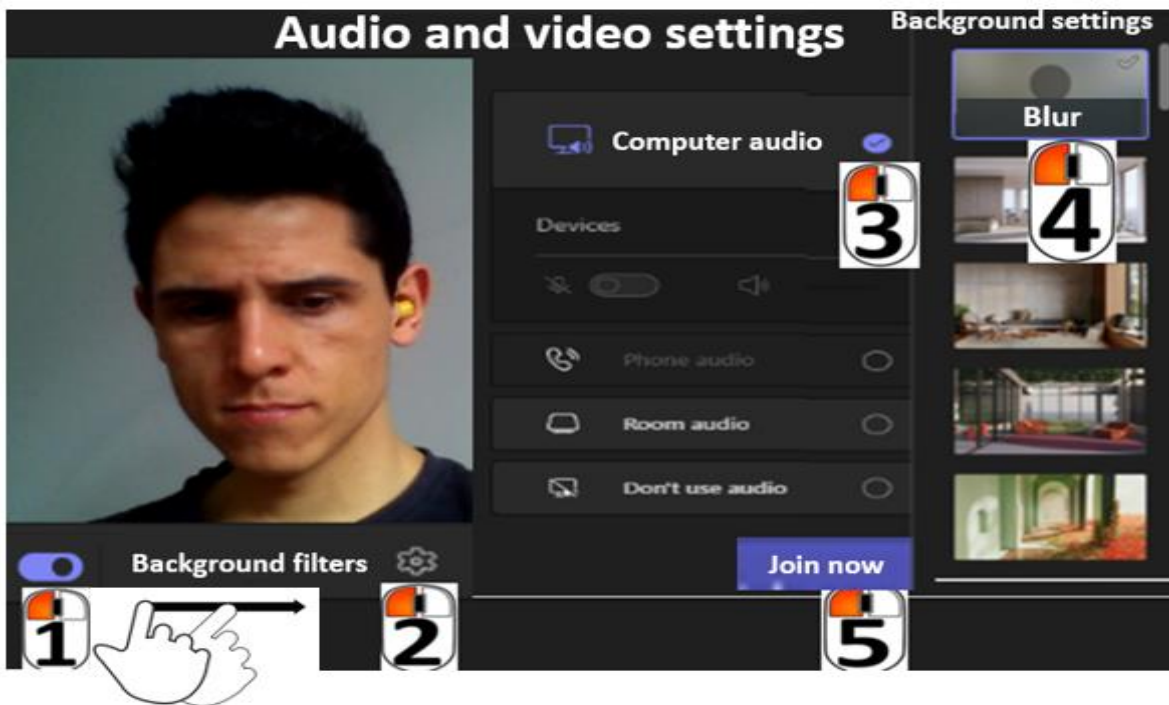 Audio and video settings
Background settings
Computer audio
Devices
Phone audio
Room audio
Don't use audio
Join now
Background filters
Blur
1
2
3
4
5